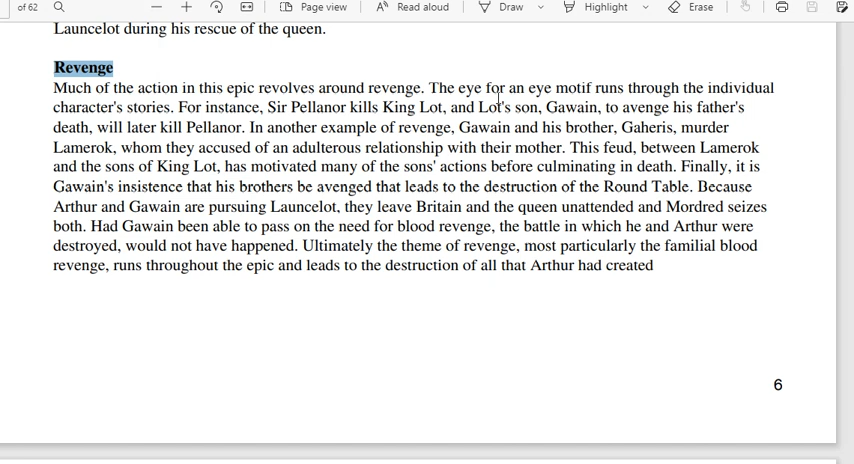 of 62 Page view Read aloud Draw Highlight Erase
Launcelot during his rescue of the queen.
Revenge
Much of the action in this epic revolves around revenge. The eye for an eye motif runs through the individual
character's stories. For instance, Sir Pellanor kills King Lot, and Lot's son, Gawain, to avenge his father's
death, will later kill Pellanor. In another example of revenge, Gawain and his brother, Gaheris, murder
Lamerok, whom they accused of an adulterous relationship with their mother. This feud, between Lamerok
and the sons of King Lot, has motivated many of the sons' actions before culminating in death. Finally, it is
Gawain's insistence that his brothers be avenged that leads to the destruction of the Round Table. Because
Arthur and Gawain are pursuing Launcelot, they leave Britain and the queen unattended and Mordred seizes
both. Had Gawain been able to pass on the need for blood revenge, the battle in which he and Arthur were
destroyed, would not have happened. Ultimately the theme of revenge, most particularly the familial blood
revenge, runs throughout the epic and leads to the destruction of all that Arthur had created
6